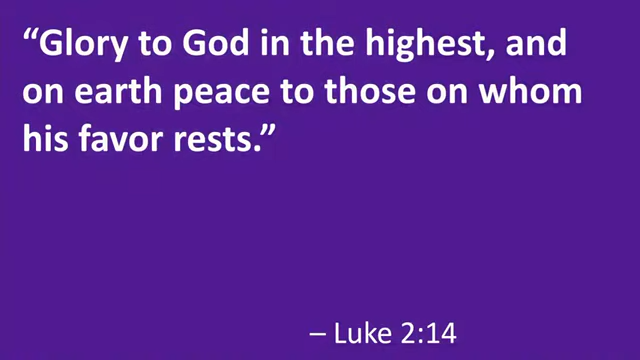 “Glory to God in the highest, and
on earth peace to those on whom
his favor rests.”
– Luke 2:14